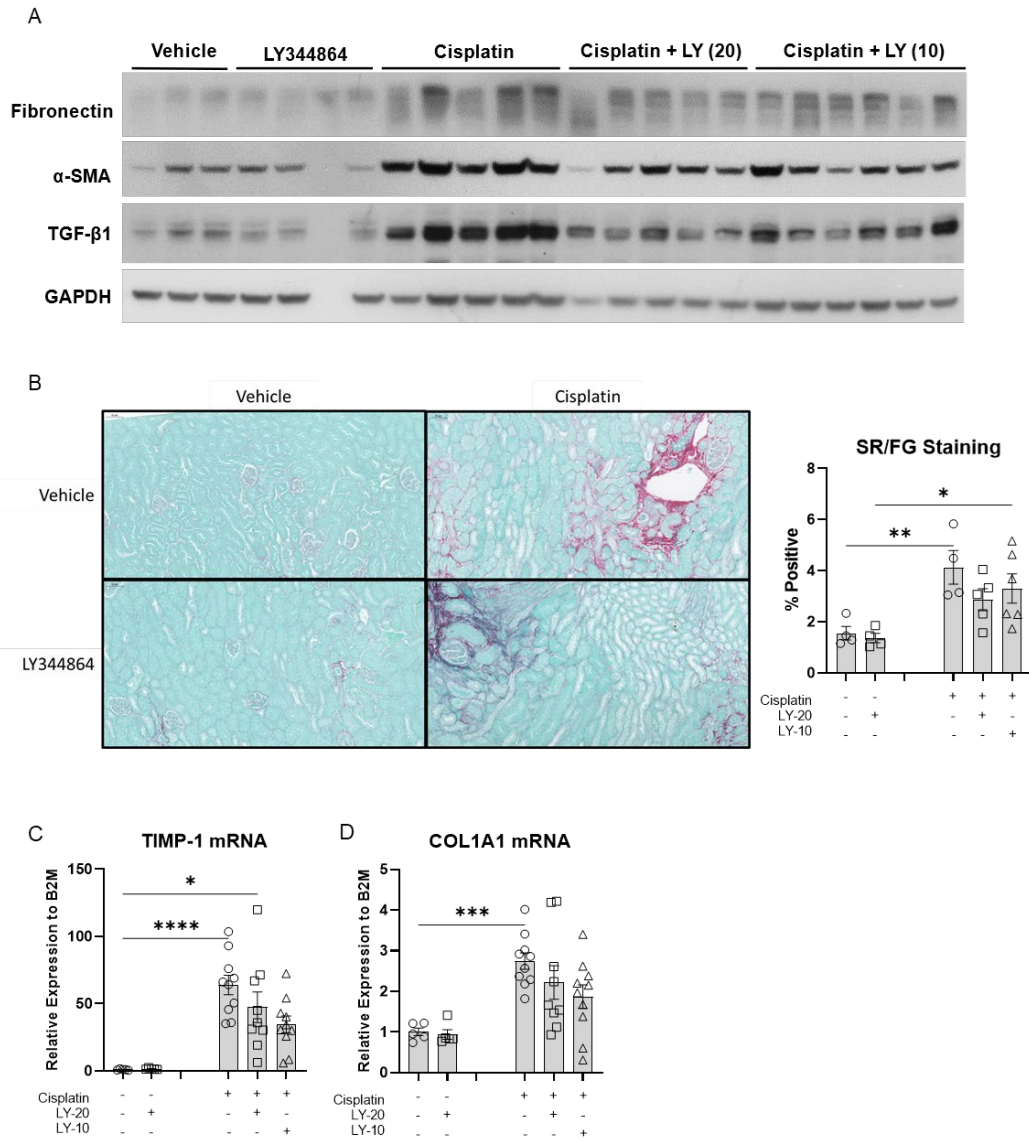 A
Vehicle LY344864 Cisplatin Cisplatin + LY (20) Cisplatin + LY (10)
Fibronectin
α-SMA
TGF-β1
GAPDH
B
Vehicle Cisplatin
Vehicle
LY344864
SR/FG Staining
% Positive
8
6
4
2
0
*
**
Cisplatin - - + + +
LY-20 - + - + -
LY-10 - - - - +
C
TIMP-1 mRNA
Relative Expression to B2M
150
100
50
0
*
****
Cisplatin - - + + +
LY-20 - + - + -
LY-10 - - - - +
D
COL1A1 mRNA
Relative Expression to B2M
5
4
3
2
1
0
***
Cisplatin - - + + +
LY-20 - + - + -
LY-10 - - - - +